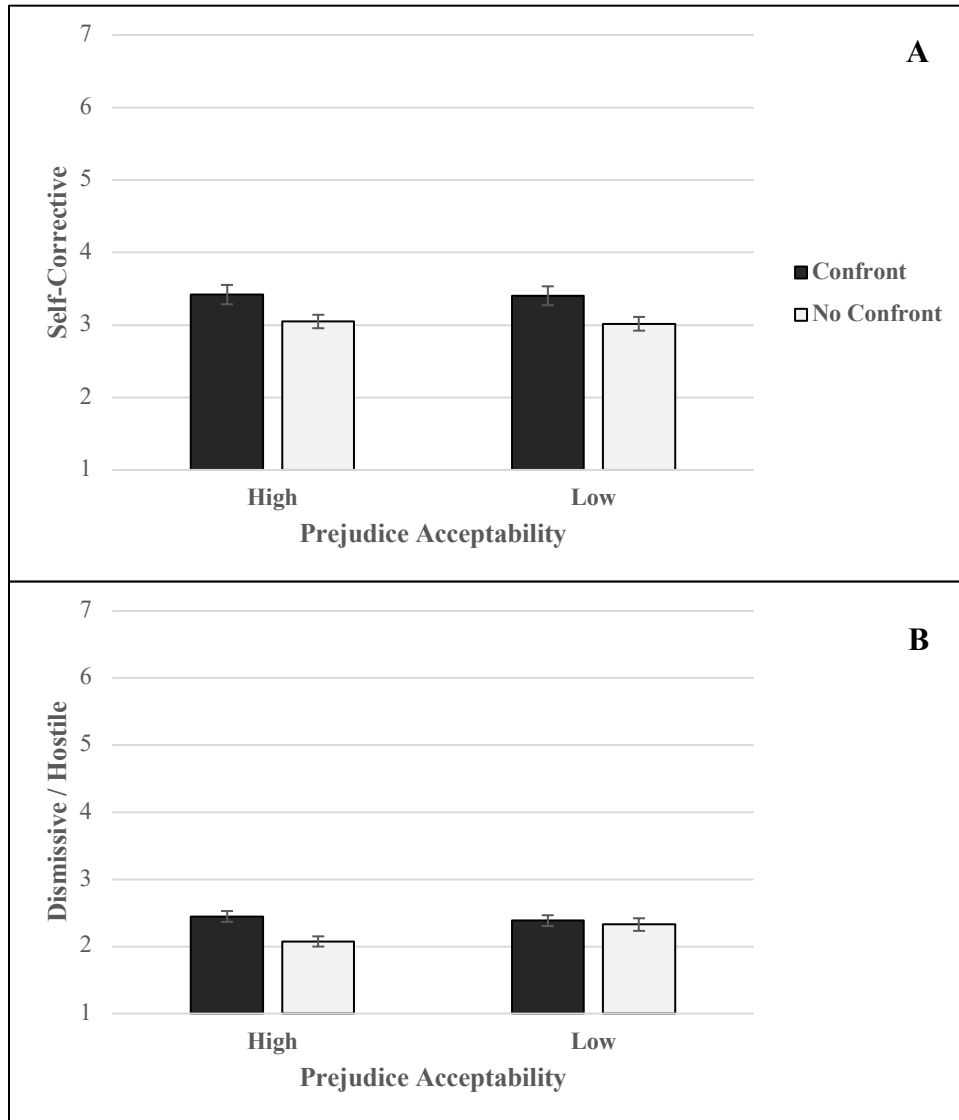 A
7
6
5
4
3
2
1
Self-Corrective
High
Low
Prejudice Acceptability
Confront
No Confront
B
7
6
5
4
3
2
1
Dismissive / Hostile
High
Low
Prejudice Acceptability